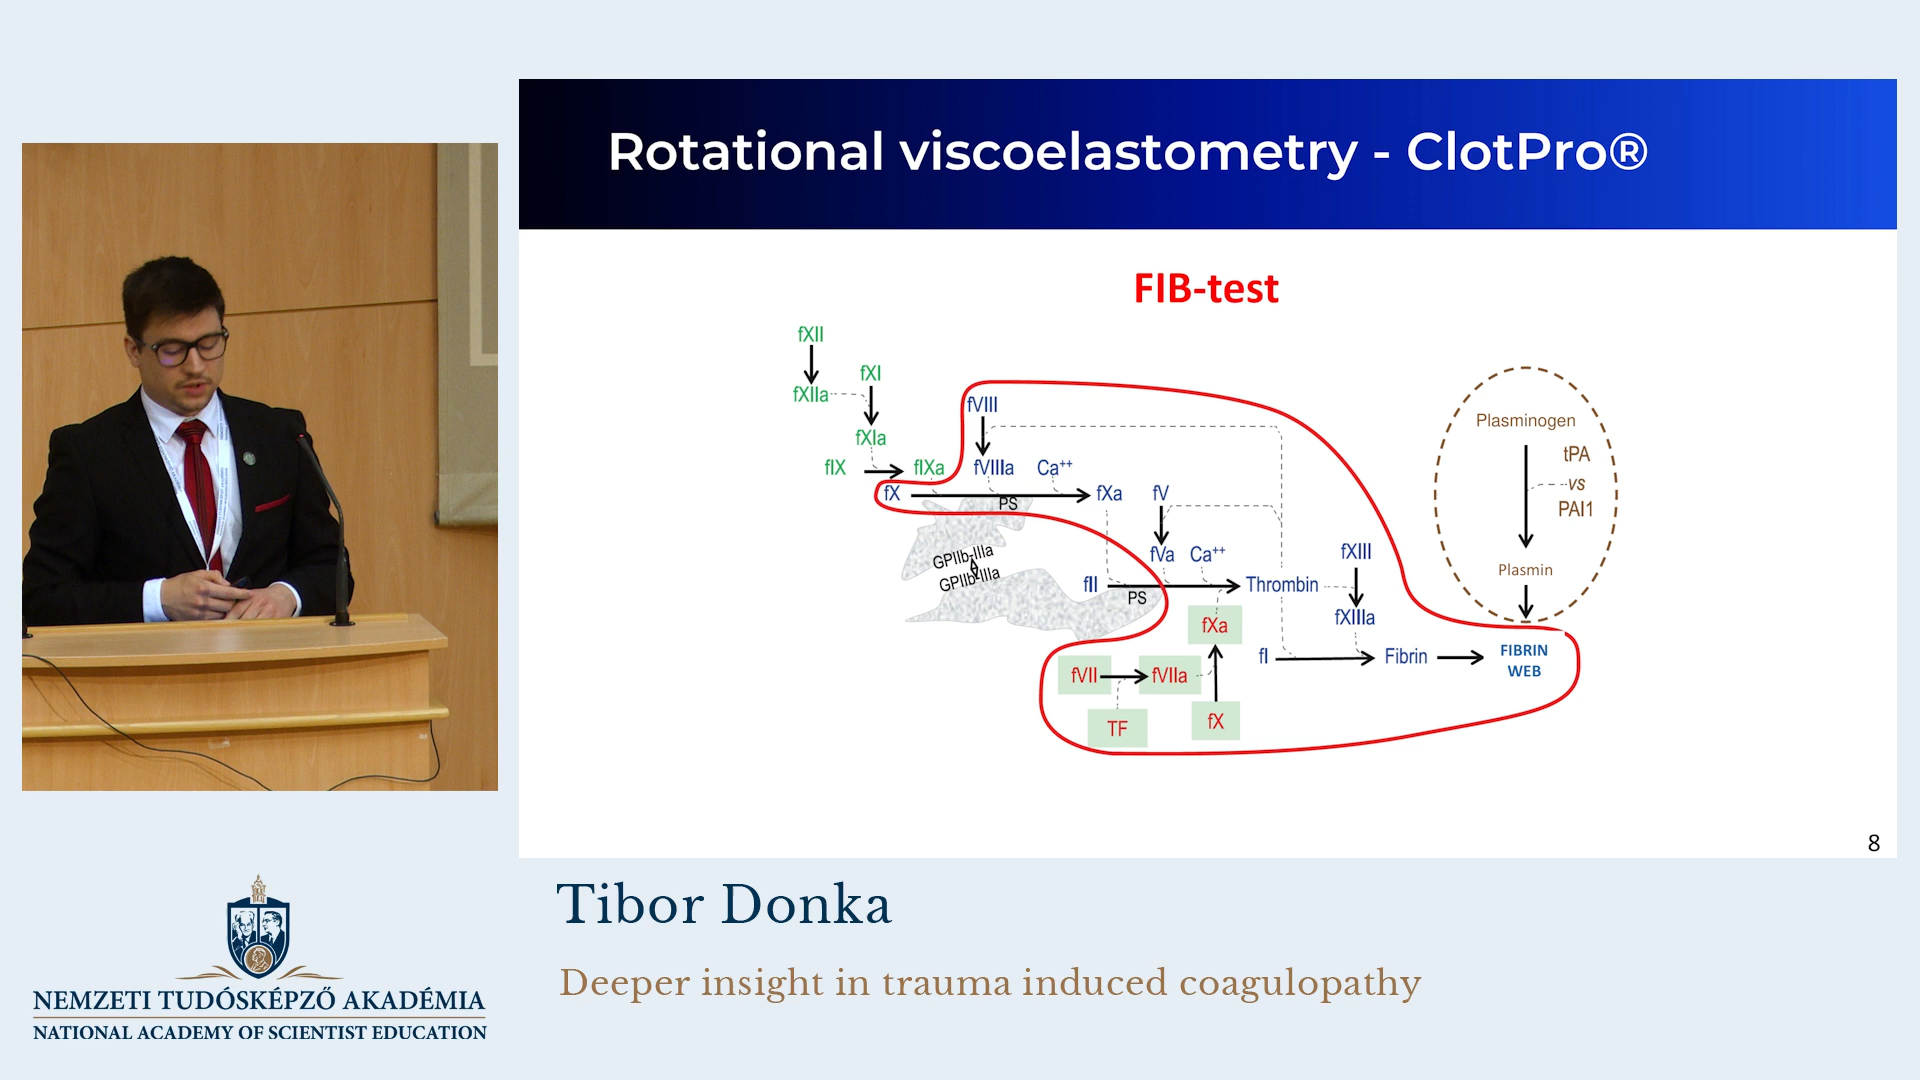 Rotational viscoelastometry - ClotPro®
FIB-test
fXII
fXIIa
fXI
fXIa
fIX
fIXa
fVIII
fVIIIa
Ca++
fX
PS
fXa
fV
fVa
Ca++
GPIIb-IIIa
GPIIb-IIIa
fII
PS
Thrombin
fXIII
fXIIIa
fXa
fVII
fVIIa
TF
fX
fI
Fibrin
FIBRIN
WEB
Plasminogen
tPA
vs
PAI1
Plasmin
8
Tibor Donka
Deeper insight in trauma induced coagulopathy
NEMZETI TUDÓSKÉPZŐ AKADÉMIA
NATIONAL ACADEMY OF SCIENTIST EDUCATION